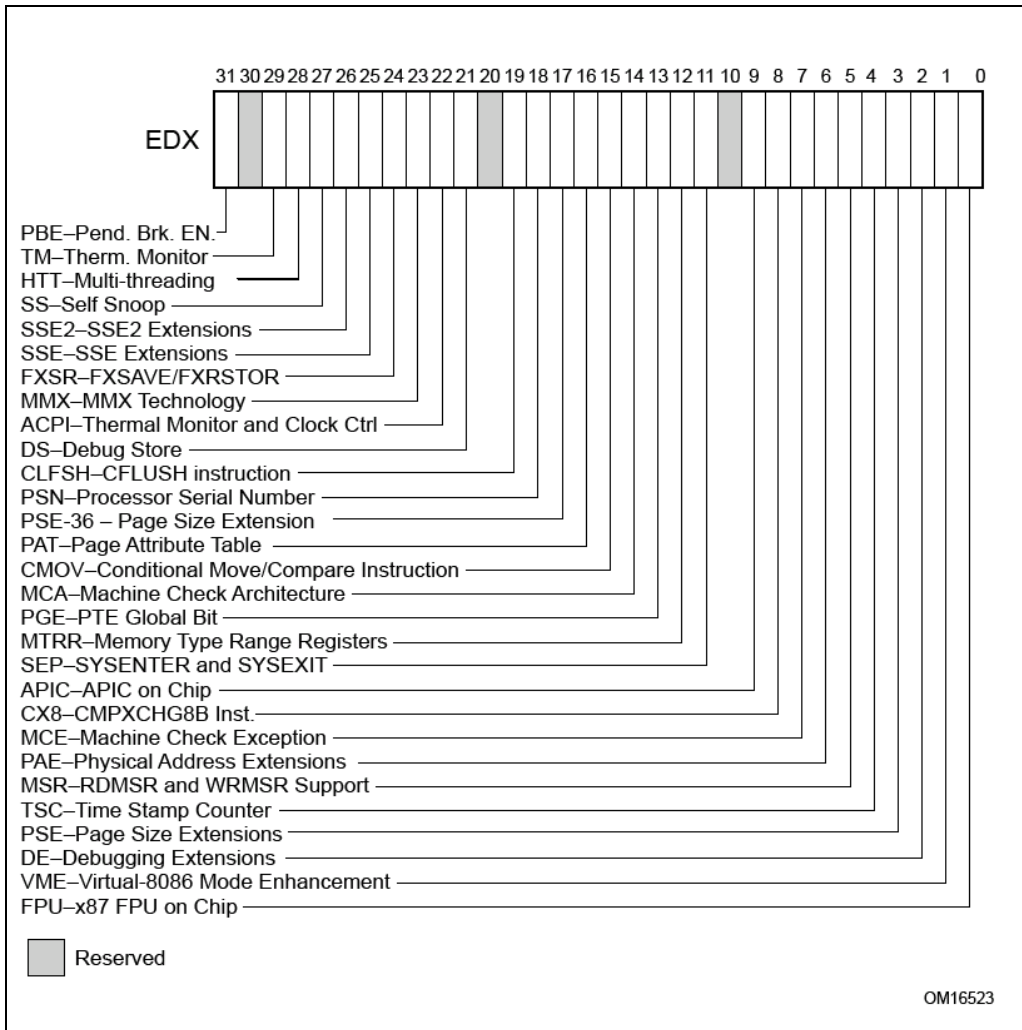 31 30 29 28 27 26 25 24 23 22 21 20 19 18 17 16 15 14 13 12 11 10 9 8 7 6 5 4 3 2 1 0
EDX
PBE–Pend. Brk. EN.
TM–Therm. Monitor
HTT–Multi-threading
SS–Self Snoop
SSE2–SSE2 Extensions
SSE–SSE Extensions
FXSR–FXSAVE/FXRSTOR
MMX–MMX Technology
ACPI–Thermal Monitor and Clock Ctrl
DS–Debug Store
CLFSH–CFLUSH instruction
PSN–Processor Serial Number
PSE-36 – Page Size Extension
PAT–Page Attribute Table
CMOV–Conditional Move/Compare Instruction
MCA–Machine Check Architecture
PGE–PTE Global Bit
MTRR–Memory Type Range Registers
SEP–SYSENTER and SYSEXIT
APIC–APIC on Chip
CX8–CMPXCHG8B Inst.
MCE–Machine Check Exception
PAE–Physical Address Extensions
MSR–RDMSR and WRMSR Support
TSC–Time Stamp Counter
PSE–Page Size Extensions
DE–Debugging Extensions
VME–Virtual-8086 Mode Enhancement
FPU–x87 FPU on Chip
Reserved
OM16523